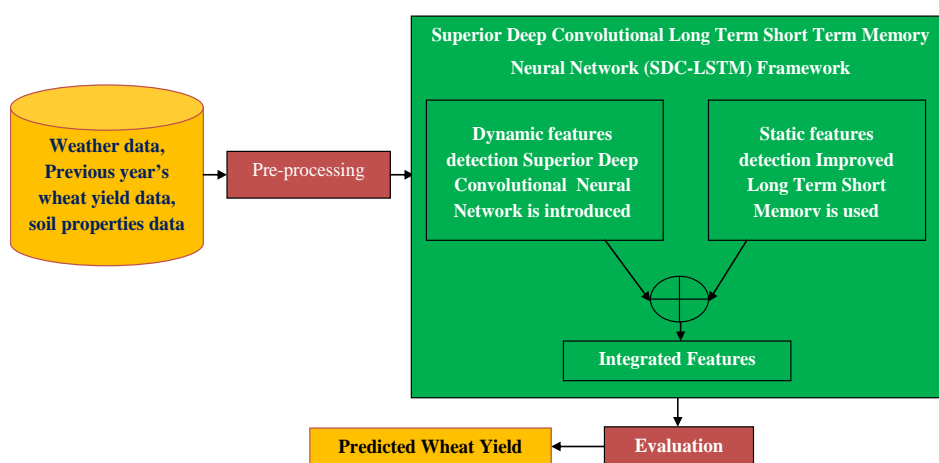 Superior Deep Convolutional Long Term Short Term Memory
Neural Network (SDC-LSTM) Framework
Weather data,
Previous year's
wheat yield data,
soil properties data
Pre-processing
Dynamic features
detection Superior Deep
Convolutional Neural
Network is introduced
Static features
detection Improved
Long Term Short
Memory is used
Integrated Features
Predicted Wheat Yield
Evaluation